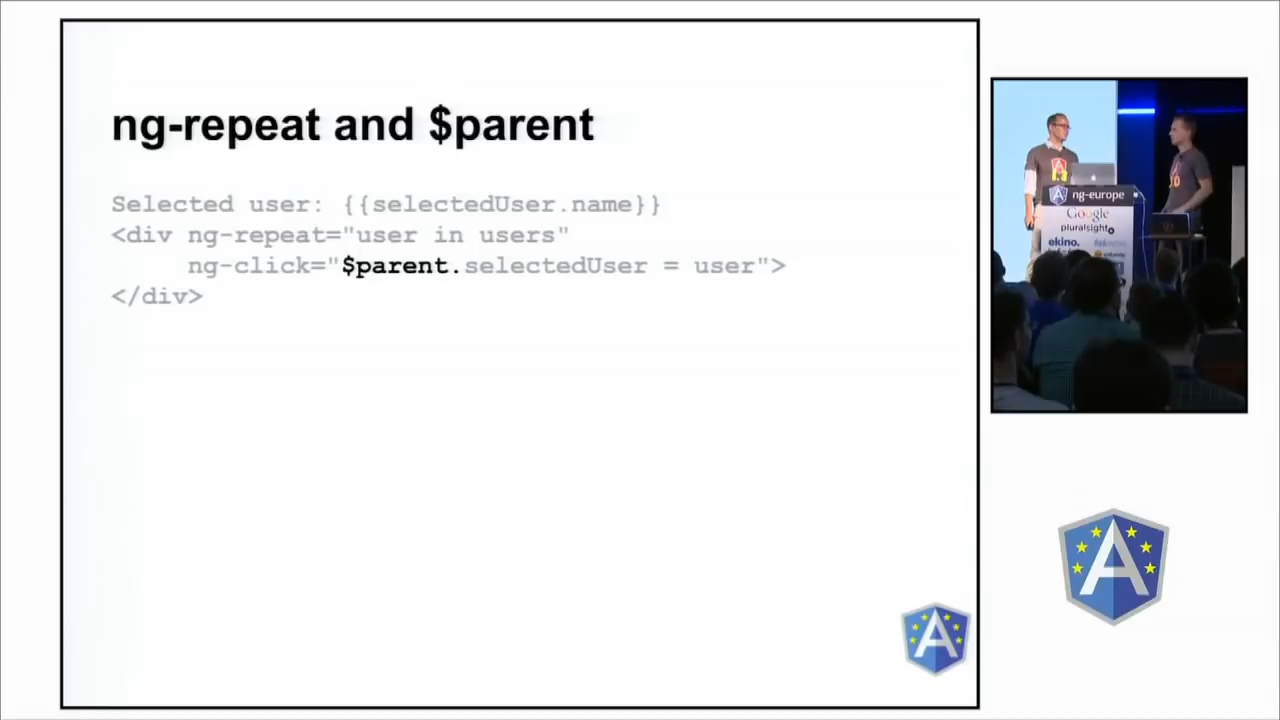 ng-repeat and $parent
Selected user: {{selectedUser.name}}
<div ng-repeat="user in users"
ng-click="$parent.selectedUser = user">
</div>
ng-europe
Google
pluralsight
ekino.